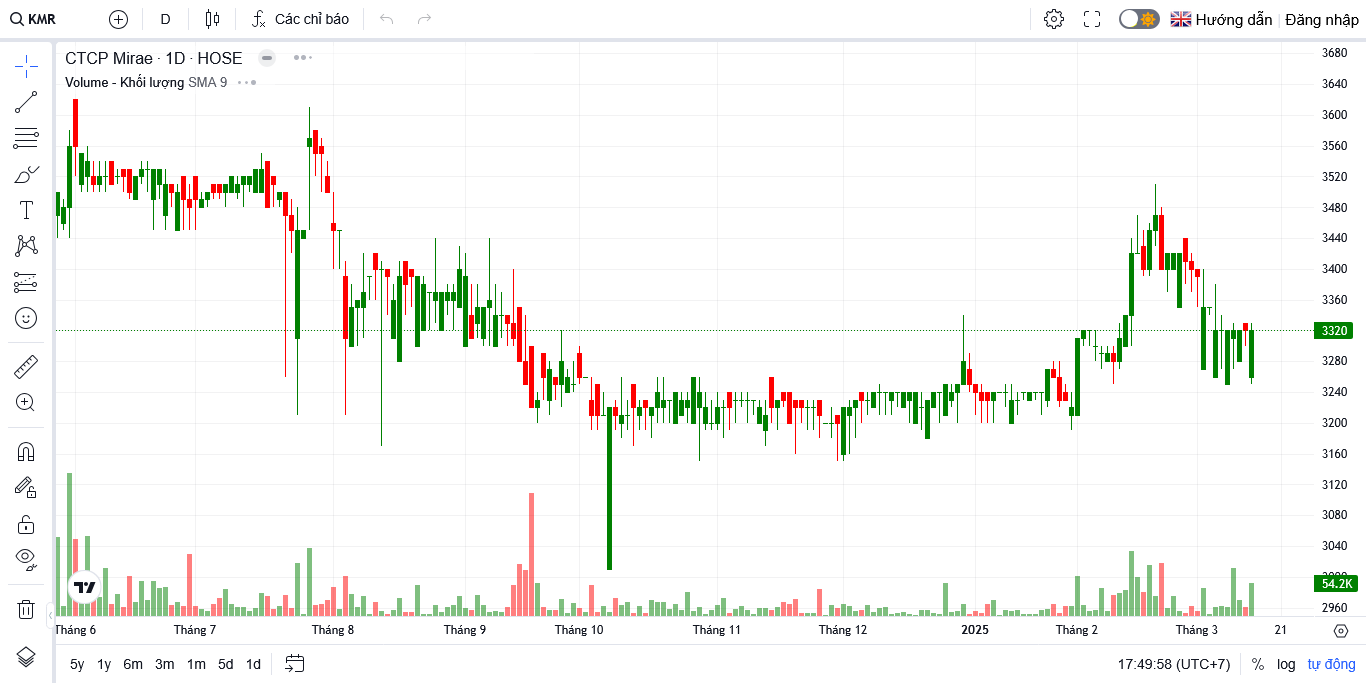 KMR
D
Các chỉ báo
Hướng dẫn
Đăng nhập
CTCP Mirae · 1D · HOSE
Volume - Khối lượng SMA 9
3680
3640
3600
3560
3520
3480
3440
3400
3360
3320
3280
3240
3200
3160
3120
3080
3040
54.2K
2960
Tháng 6
Tháng 7
Tháng 8
Tháng 9
Tháng 10
Tháng 11
Tháng 12
2025
Tháng 2
Tháng 3
21
5y 1y 6m 3m 1m 5d 1d
17:49:58 (UTC+7)
% log tự động